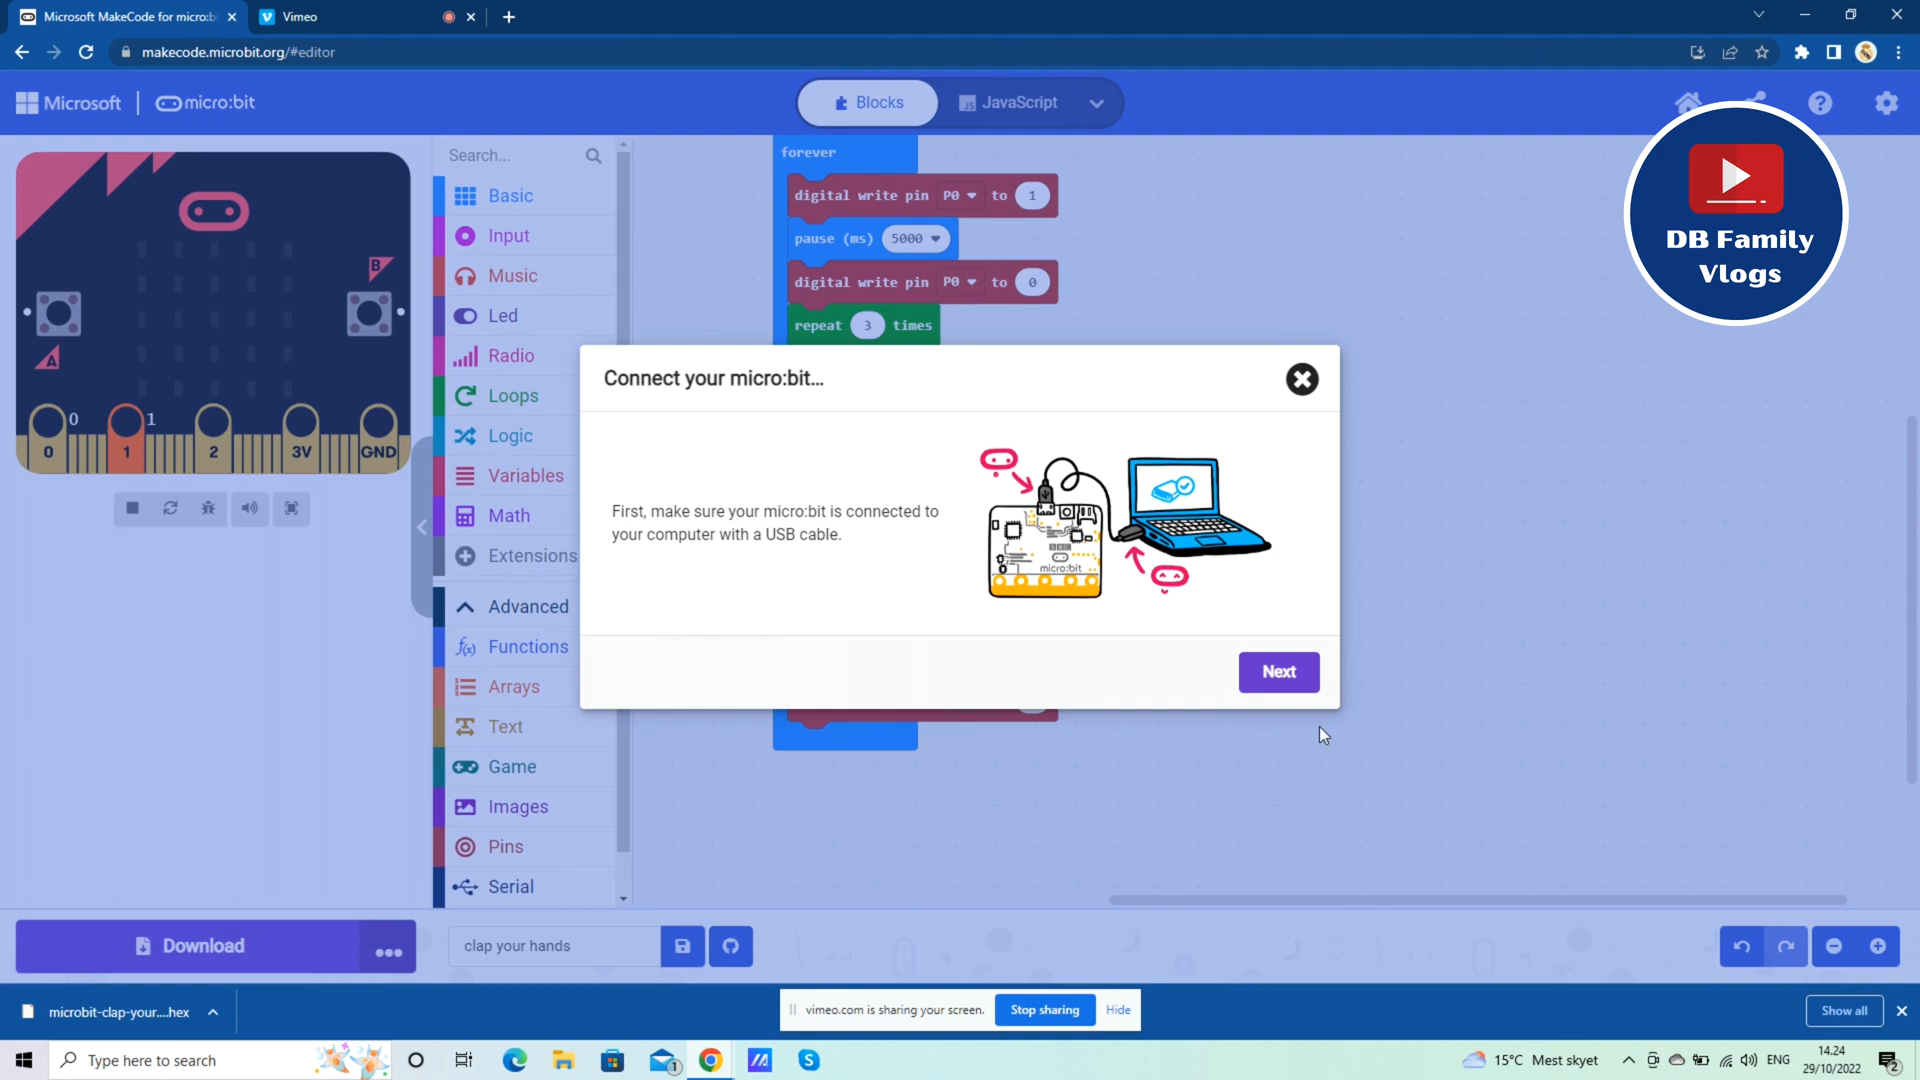 Microsoft MakeCode for micro:bi
Vimeo
makecode.microbit.org/#editor
Microsoft
micro:bit
Blocks
JS
JavaScript
DB Family
Vlogs
B
A
0
1
0
1
2
3V
GND
Search...
Basic
Input
Music
Led
Radio
Loops
Logic
Variables
Math
Extensions
Advanced
f(x) Functions
Arrays
Text
Game
Images
Pins
Serial
forever
digital write pin P0 to 1
pause (ms) 5000
digital write pin P0 to 0
repeat 3 times
Connect your micro:bit...
First, make sure your micro:bit is connected to
your computer with a USB cable.
BBC
micro:bit
Next
Download
clap your hands
microbit-clap-your....hex
vimeo.com is sharing your screen.
Stop sharing
Hide
Show all
Type here to search
1
15°C Mest skyet
ENG
14.24
29/10/2022
2